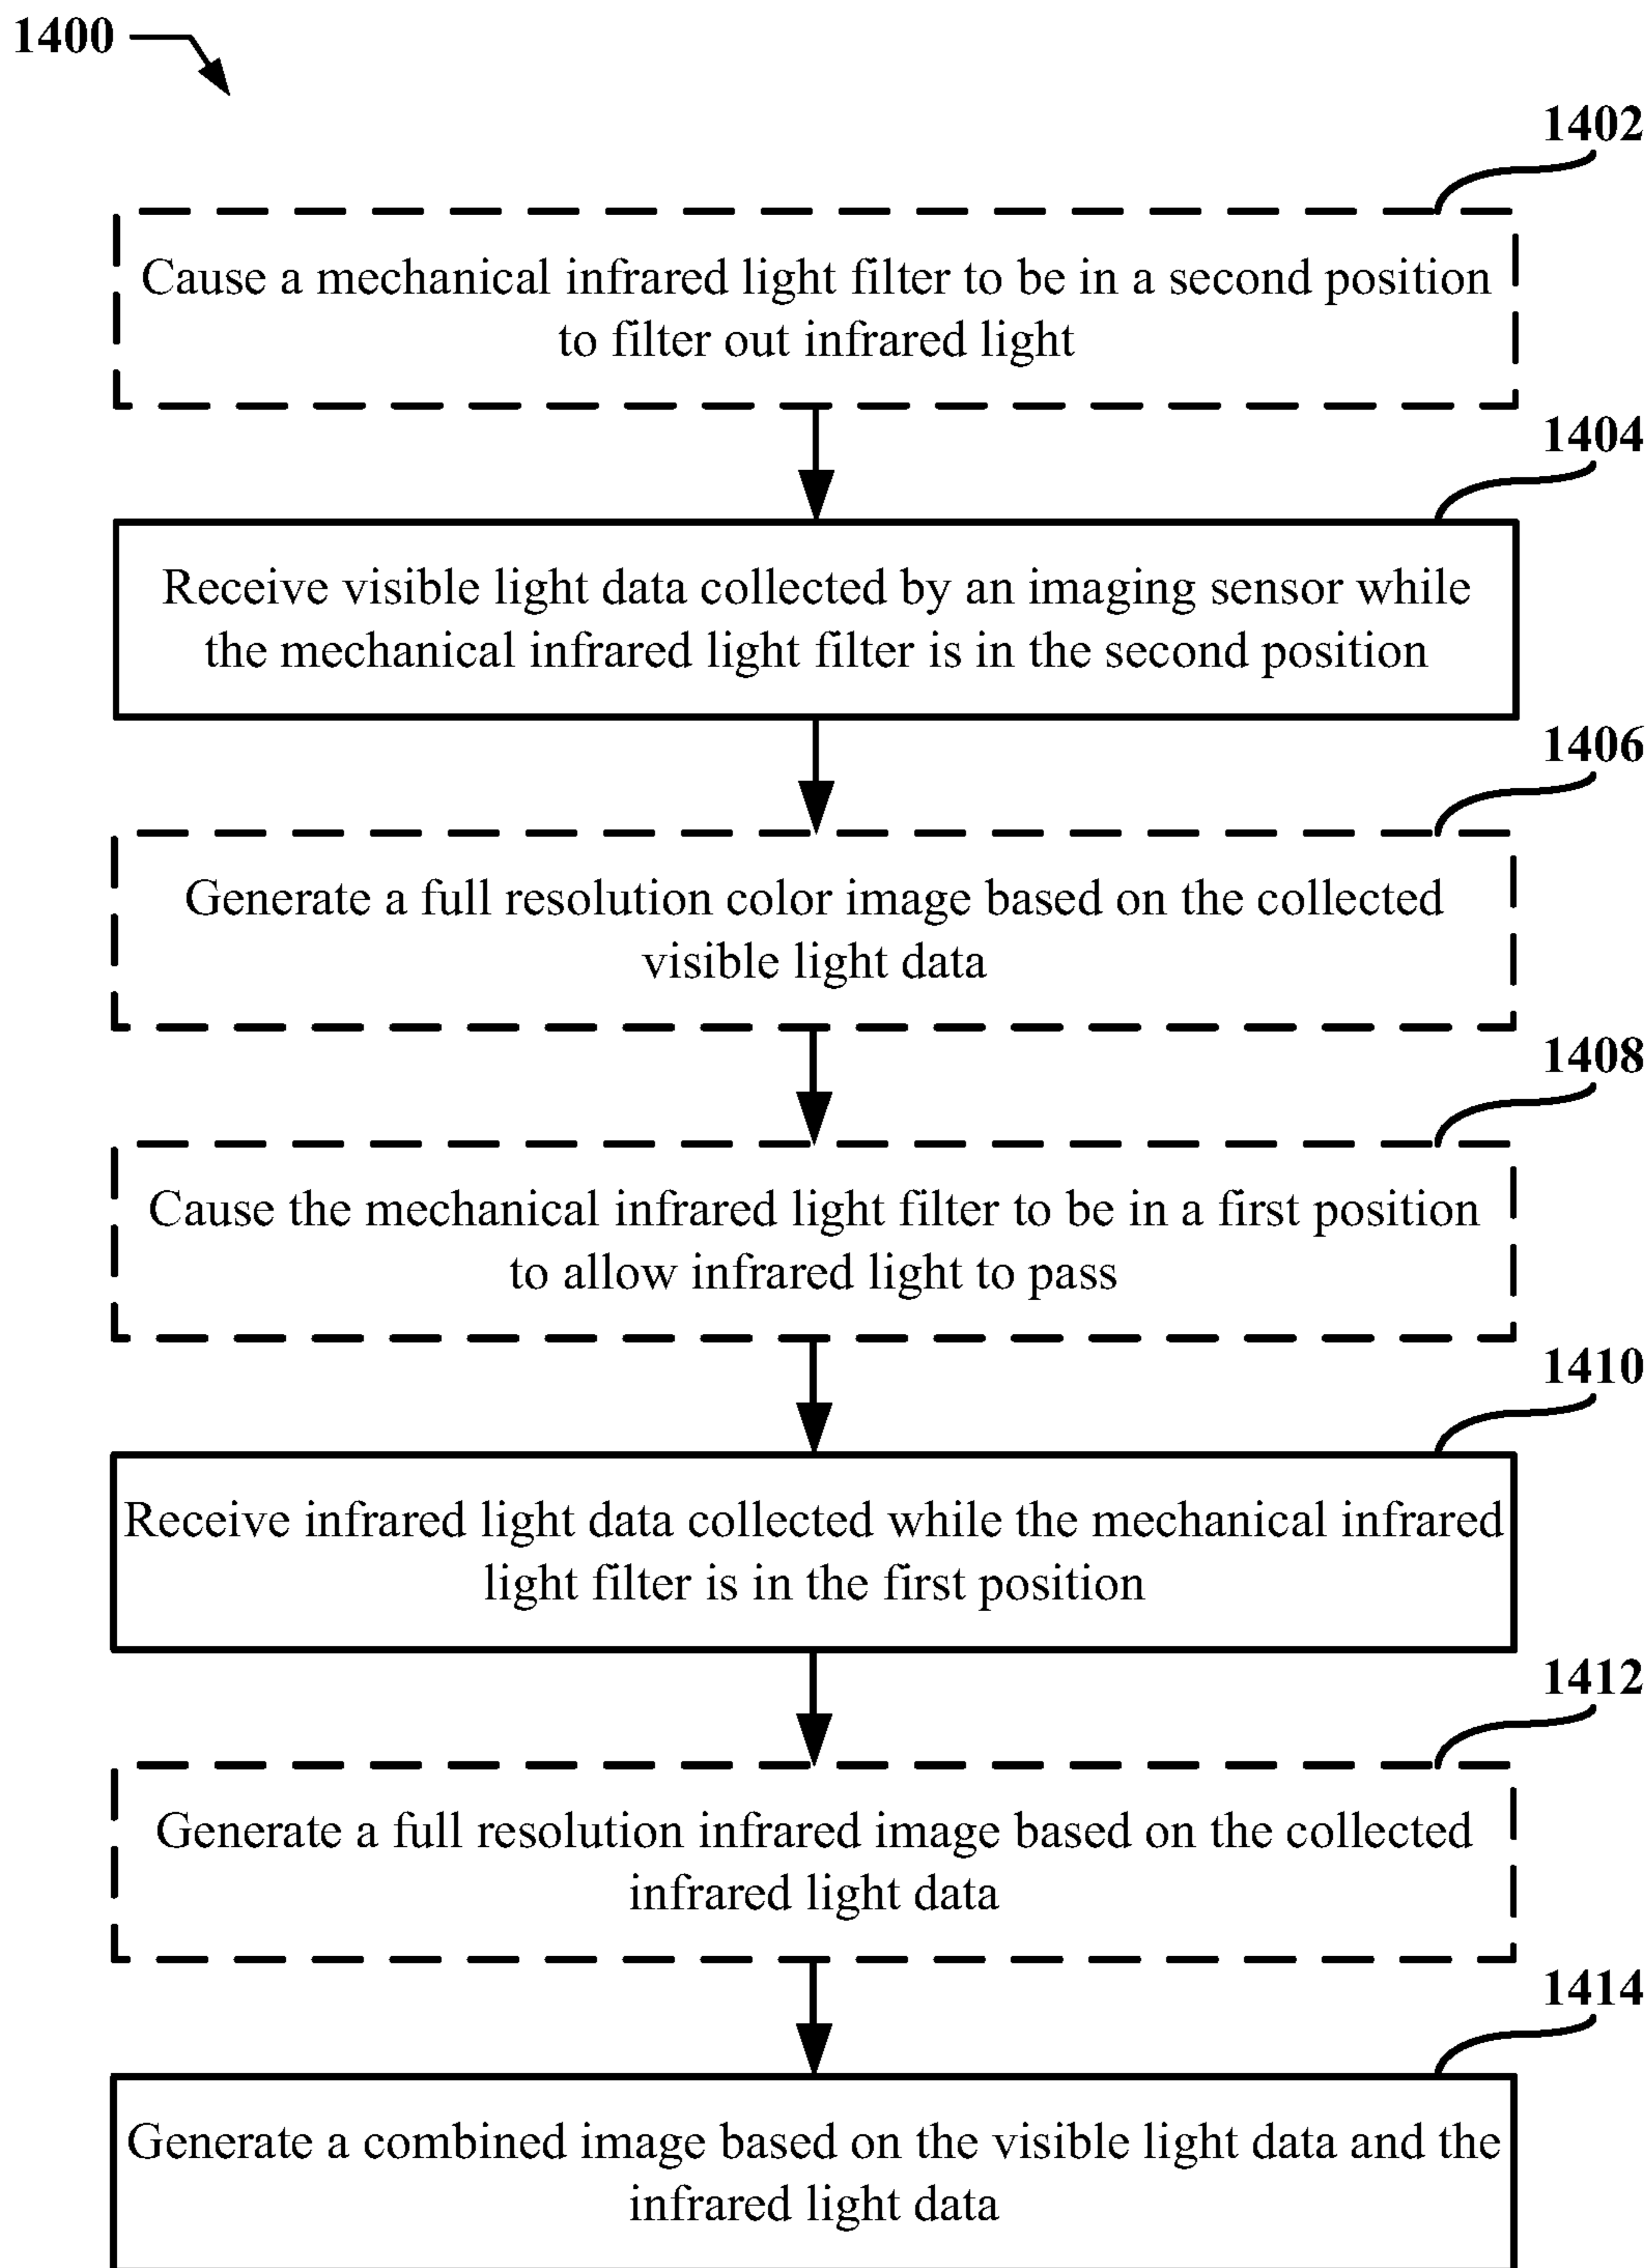 1400
1402
Cause a mechanical infrared light filter to be in a second position
to filter out infrared light
1404
Receive visible light data collected by an imaging sensor while
the mechanical infrared light filter is in the second position
1406
Generate a full resolution color image based on the collected
visible light data
1408
Cause the mechanical infrared light filter to be in a first position
to allow infrared light to pass
1410
Receive infrared light data collected while the mechanical infrared
light filter is in the first position
1412
Generate a full resolution infrared image based on the collected
infrared light data
1414
Generate a combined image based on the visible light data and the
infrared light data